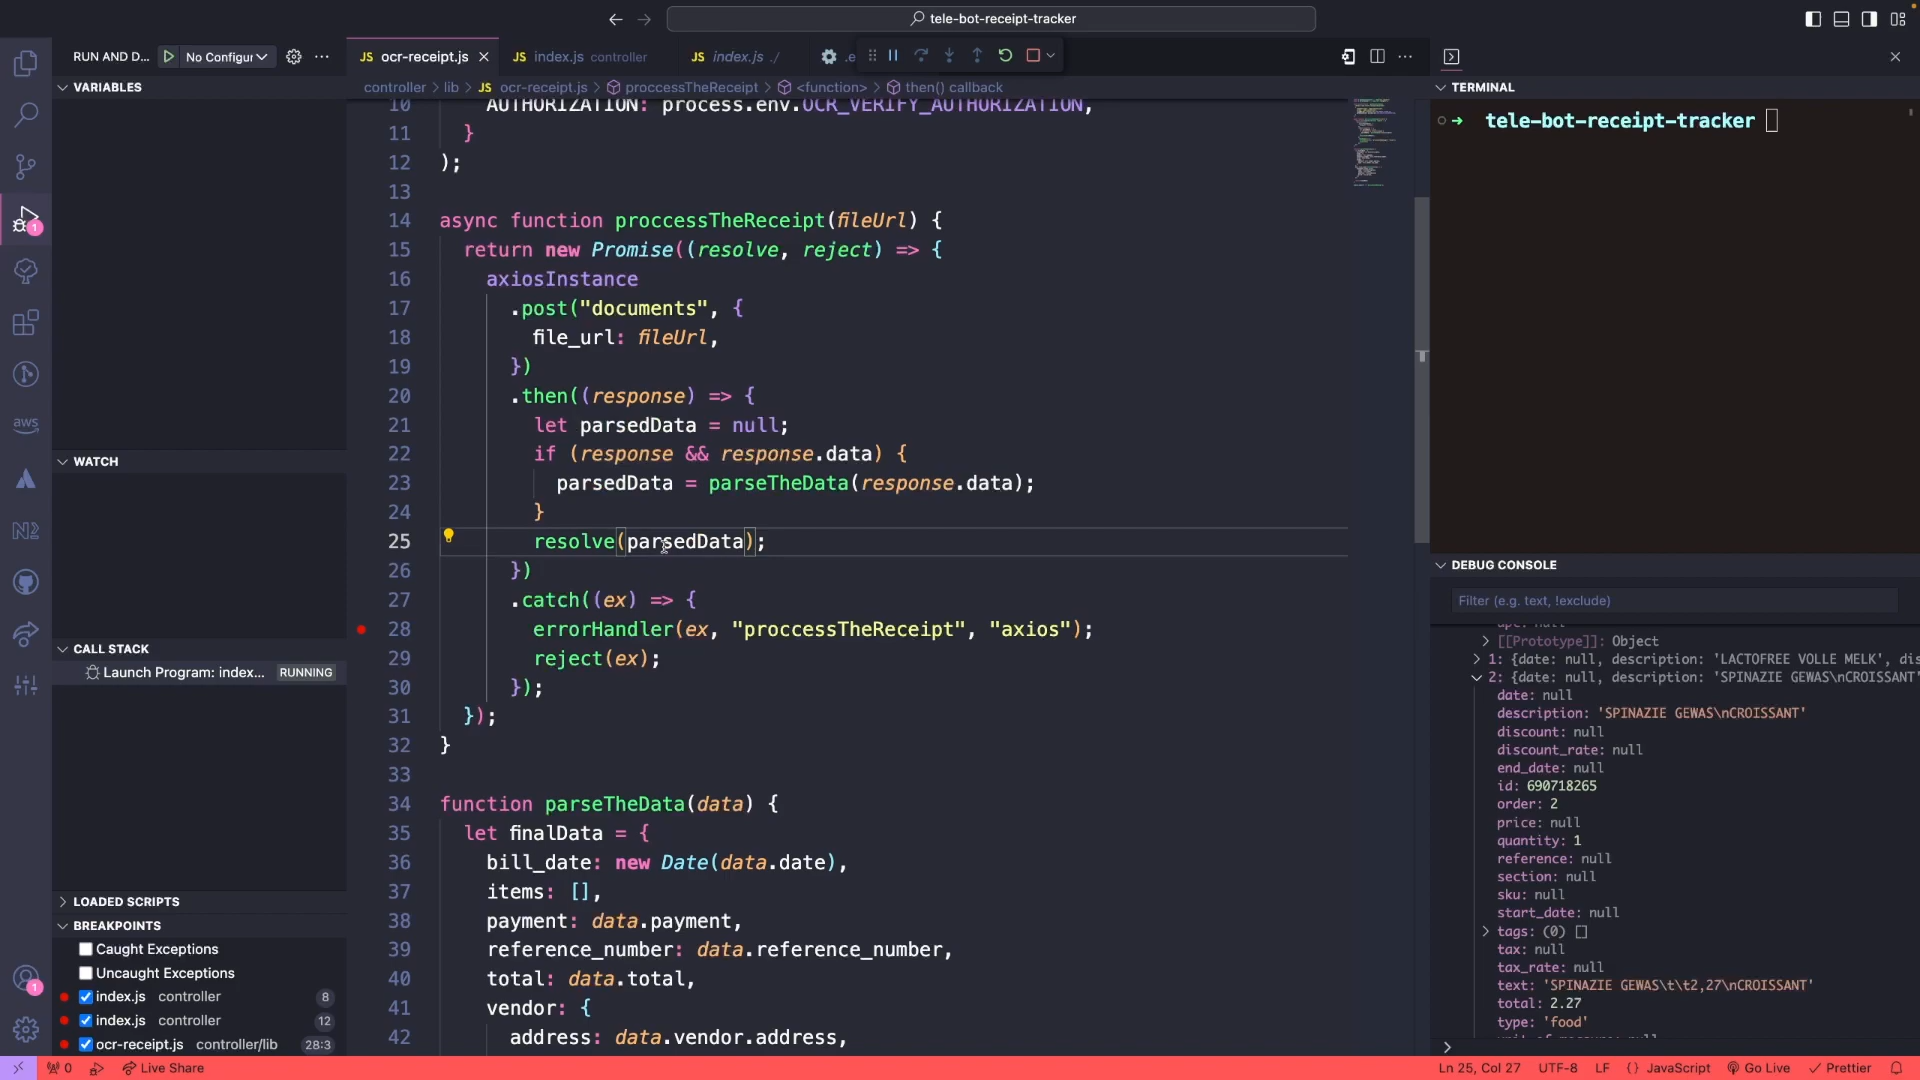 tele-bot-receipt-tracker
RUN AND D... No Configur
JS ocr-receipt.js
JS index.js controller
JS index.js ./
.e
VARIABLES
WATCH
CALL STACK
Launch Program: index... RUNNING
LOADED SCRIPTS
BREAKPOINTS
Caught Exceptions
Uncaught Exceptions
index.js controller 8
index.js controller 12
ocr-receipt.js controller/lib 28:3
aws
1
1
controller > lib > JS ocr-receipt.js > proccessTheReceipt > <function> > then() callback
10 AUTHORIZATION: process.env.OCR_VERIFY_AUTHORIZATION,
11 }
12 );
13
14 async function proccessTheReceipt(fileUrl) {
15 return new Promise((resolve, reject) => {
16 axiosInstance
17 .post("documents", {
18 file_url: fileUrl,
19 })
20 .then((response) => {
21 let parsedData = null;
22 if (response && response.data) {
23 parsedData = parseTheData(response.data);
24 }
25 resolve(parsedData);
26 })
27 .catch((ex) => {
28 errorHandler(ex, "proccessTheReceipt", "axios");
29 reject(ex);
30 });
31 });
32 }
33
34 function parseTheData(data) {
35 let finalData = {
36 bill_date: new Date(data.date),
37 items: [],
38 payment: data.payment,
39 reference_number: data.reference_number,
40 total: data.total,
41 vendor: {
42 address: data.vendor.address,
TERMINAL
tele-bot-receipt-tracker
DEBUG CONSOLE
Filter (e.g. text, !exclude)
[[Prototype]]: Object
1: {date: null, description: 'LACTOFREE VOLLE MELK', dis
2: {date: null, description: 'SPINAZIE GEWAS\nCROISSANT'
date: null
description: 'SPINAZIE GEWAS\nCROISSANT'
discount: null
discount_rate: null
end_date: null
id: 690718265
order: 2
price: null
quantity: 1
reference: null
section: null
sku: null
start_date: null
tags: (0) []
tax: null
tax_rate: null
text: 'SPINAZIE GEWAS\t\t2,27\nCROISSANT'
total: 2.27
type: 'food'
0 Live Share Ln 25, Col 27 UTF-8 LF {} JavaScript Go Live Prettier